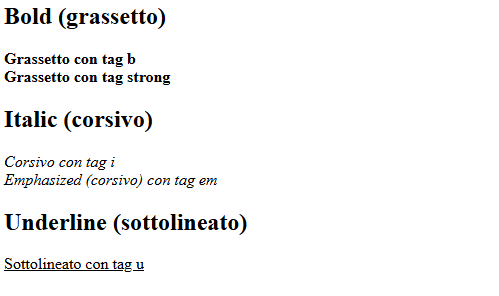 Bold (grassetto)
Grassetto con tag b
Grassetto con tag strong
Italic (corsivo)
Corsivo con tag i
Emphasized (corsivo) con tag em
Underline (sottolineato)
Sottolineato con tag u